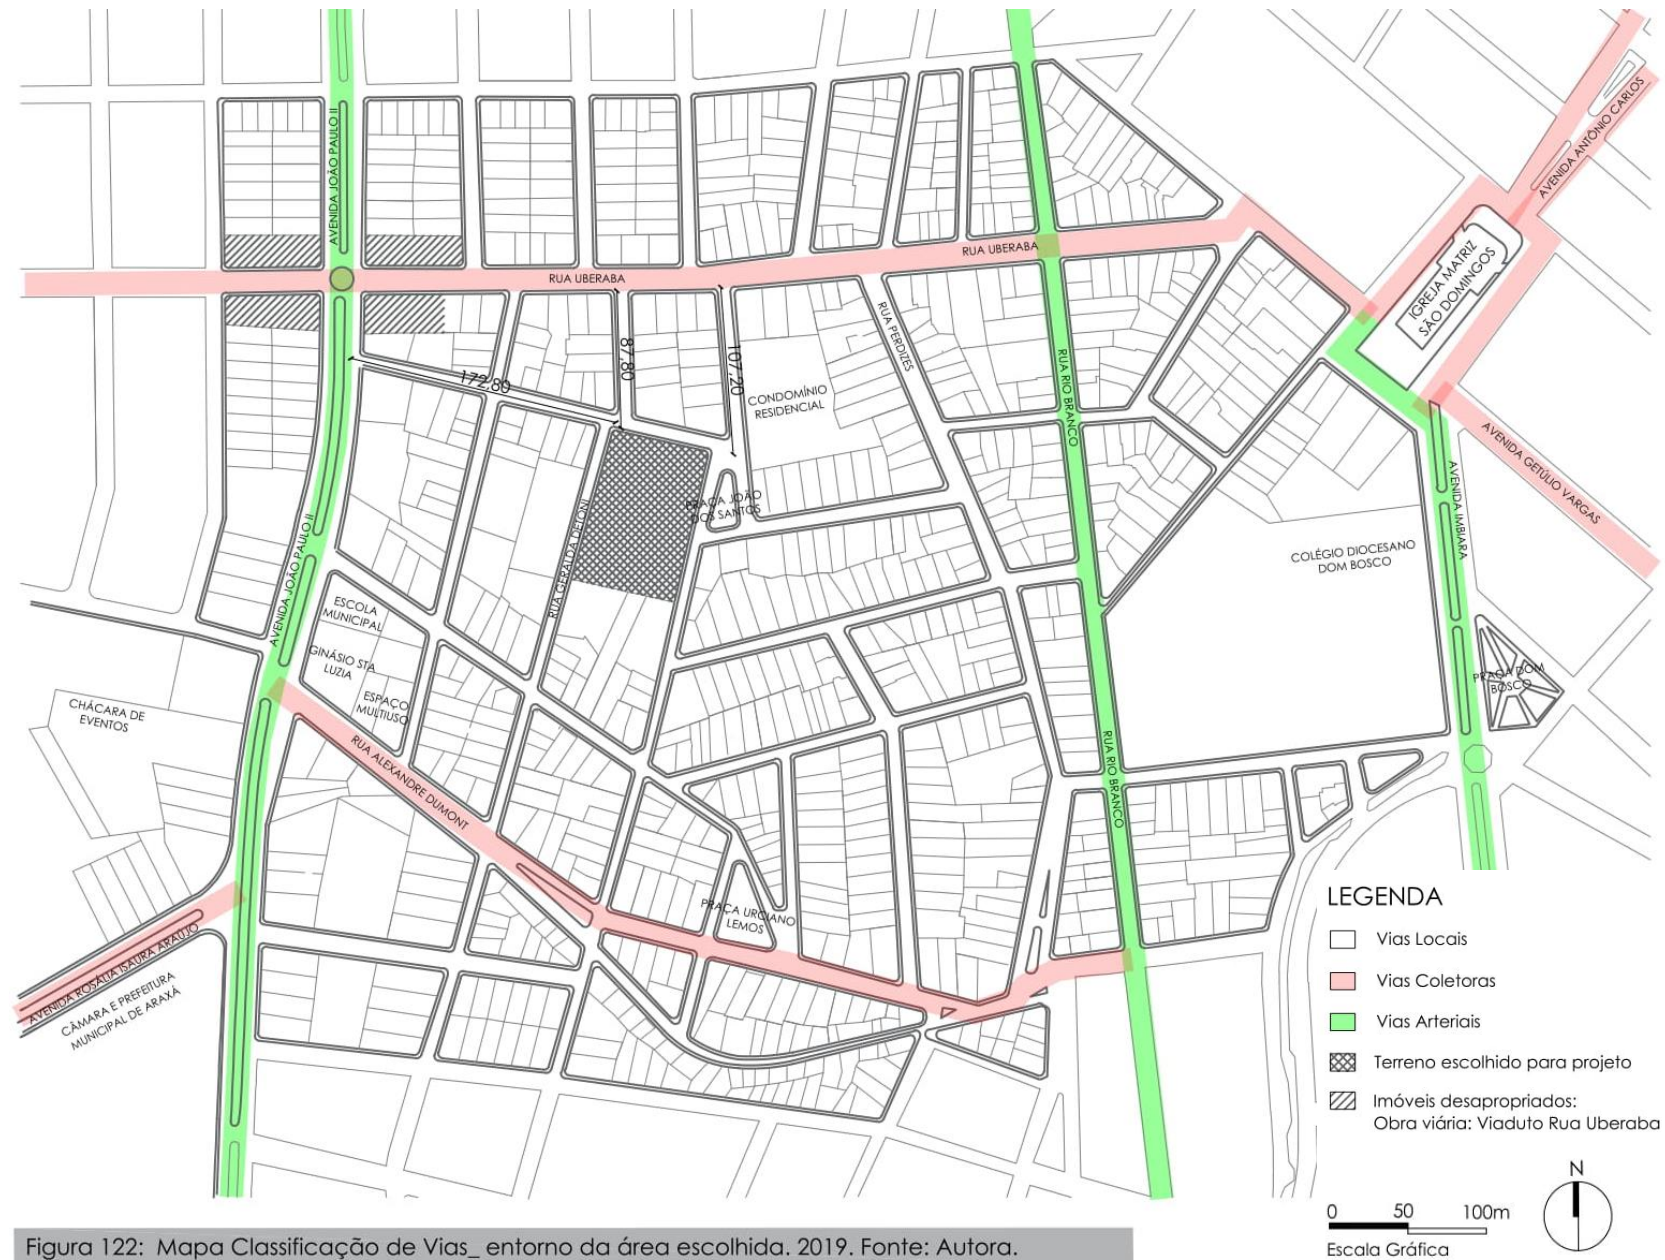 AVENIDA JOÃO PAULO II
AVENIDA ANTÔNIO CARLOS
RUA UBERABA
RUA UBERABA
IGREJA MATRIZ
SÃO DOMINGOS
172,89
87,80
107,20
CONDOMÍNIO
RESIDENCIAL
RUA PERDIZES
RUA RIO BRANCO
AVENIDA GETÚLIO VARGAS
AVENIDA IMBIARA
PRAÇA JOÃO
DOS SANTOS
RUA GERALDA DEIONI
COLÉGIO DIOCESANO
DOM BOSCO
AVENIDA JOÃO PAULO II
ESCOLA
MUNICIPAL
GINÁSIO STA
LUZIA
ESPAÇO
MULTIUSO
CHÁCARA DE
EVENTOS
PRAÇA DOM
BOSCO
RUA ALEXANDRE DUMONT
RUA RIO BRANCO
PRAÇA URCIANO
LEMOS
AVENIDA ROSÁLIA ISAURA ARAÚJO
CÂMARA E PREFEITURA
MUNICIPAL DE ARAXÁ
LEGENDA
Vias Locais
Vias Coletoras
Vias Arteriais
Terreno escolhido para projeto
Imóveis desapropriados:
Obra viária: Viaduto Rua Uberaba
N
0 50 100m
Escala Gráfica
Figura 122: Mapa Classificação de Vias_ entorno da área escolhida. 2019. Fonte: Autora.